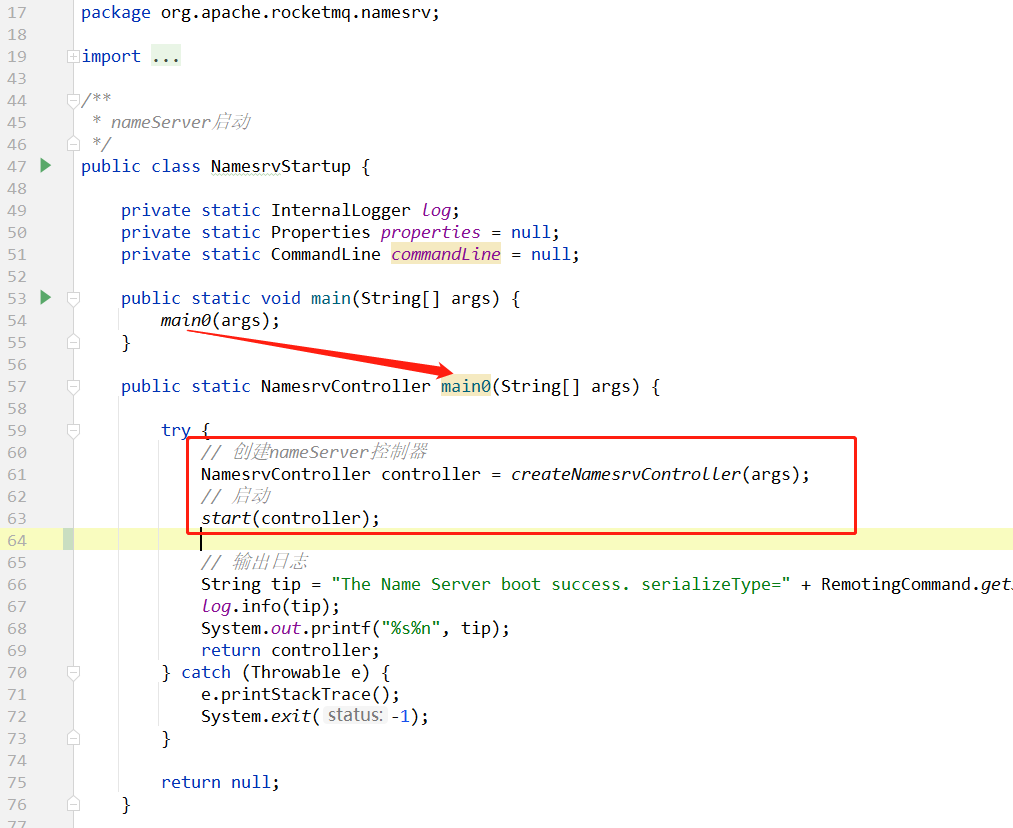 17 package org.apache.rocketmq.namesrv;
18
19 import ...
43
44 /**
45 * nameServer启动
46 */
47 public class NamesrvStartup {
48
49 private static InternalLogger log;
50 private static Properties properties = null;
51 private static CommandLine commandLine = null;
52
53 public static void main(String[] args) {
54 main0(args);
55 }
56
57 public static NamesrvController main0(String[] args) {
58
59 try {
60 // 创建nameServer控制器
61 NamesrvController controller = createNamesrvController(args);
62 // 启动
63 start(controller);
64
65 // 输出日志
66 String tip = "The Name Server boot success. serializeType=" + RemotingCommand.get
67 log.info(tip);
68 System.out.printf("%s%n", tip);
69 return controller;
70 } catch (Throwable e) {
71 e.printStackTrace();
72 System.exit( status: -1);
73 }
74
75 return null;
76 }
77